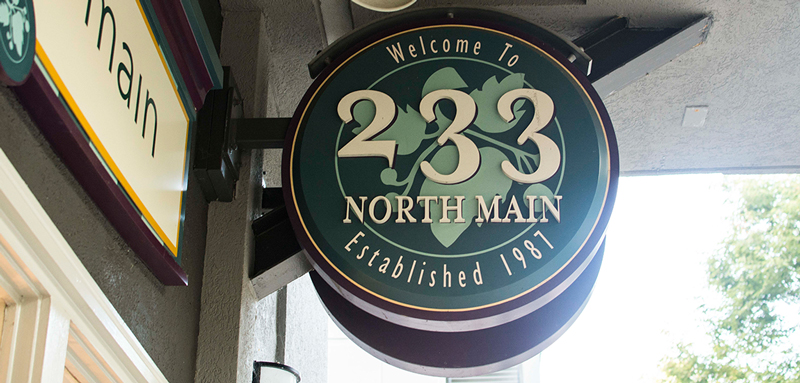 main
Welcome To
233
NORTH MAIN
Established 1987